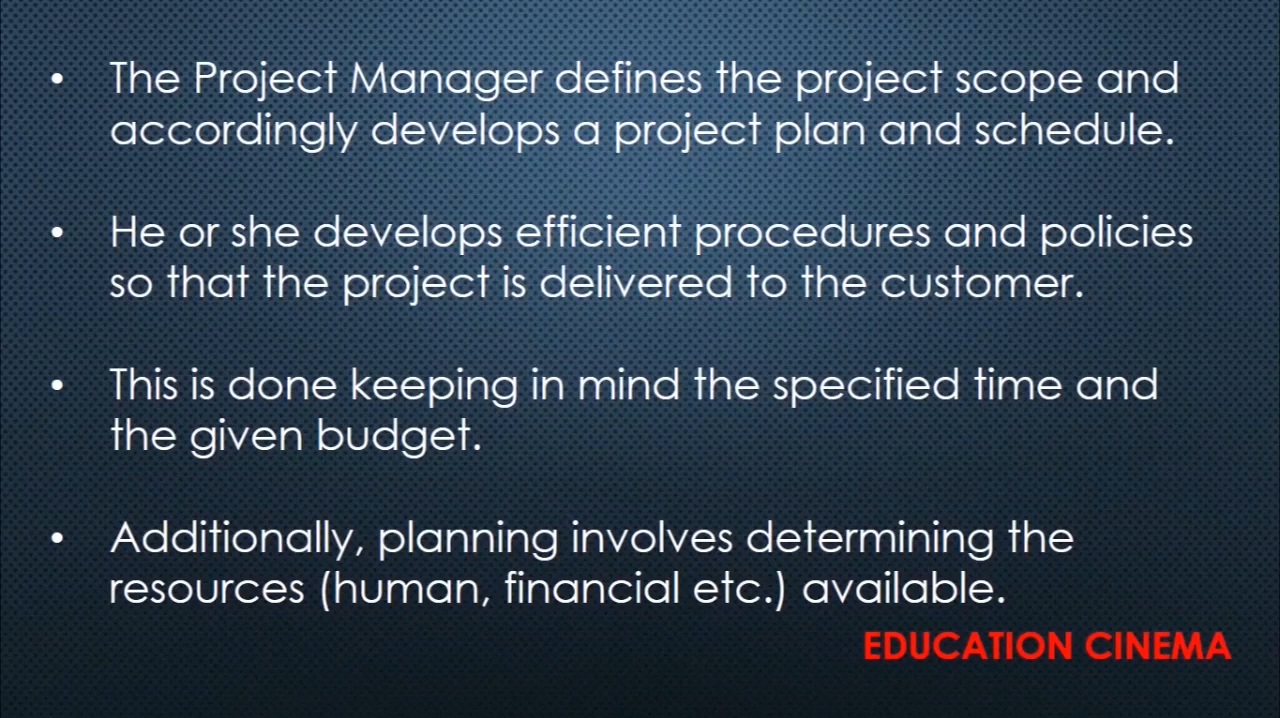 • The Project Manager defines the project scope and
accordingly develops a project plan and schedule.
• He or she develops efficient procedures and policies
so that the project is delivered to the customer.
• This is done keeping in mind the specified time and
the given budget.
• Additionally, planning involves determining the
resources (human, financial etc.) available.
EDUCATION CINEMA